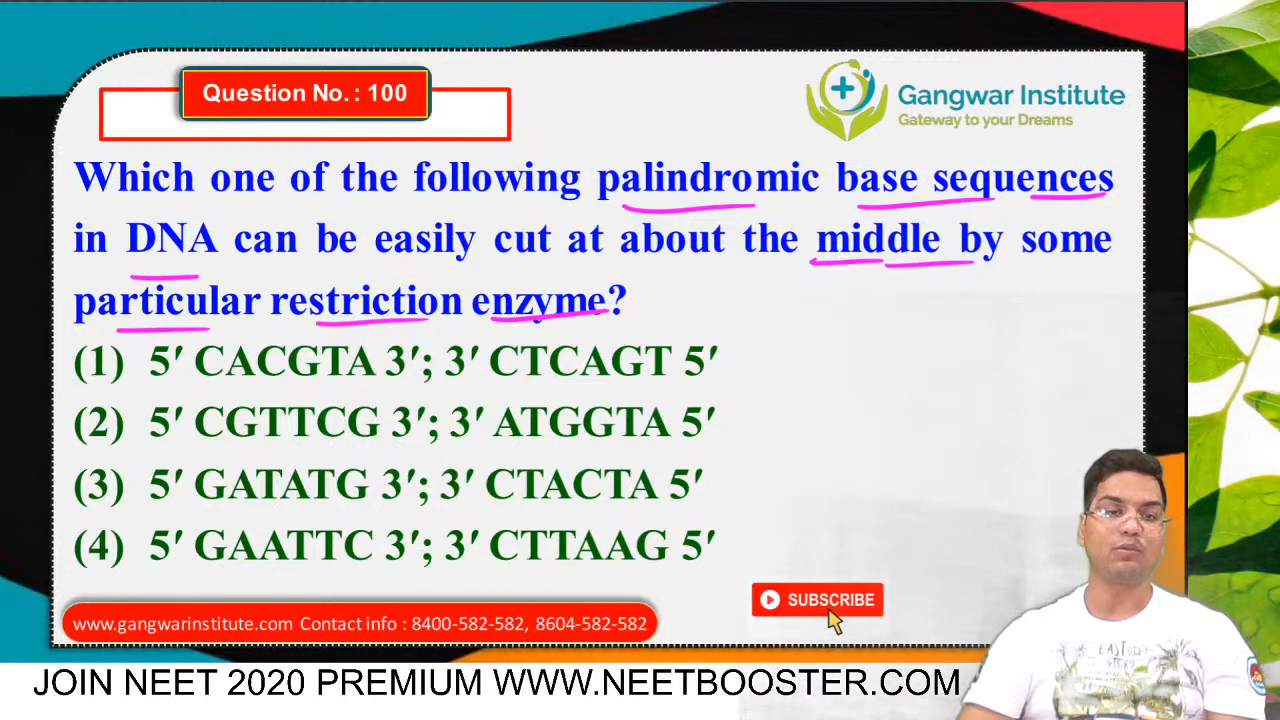 Question No. : 100
Gangwar Institute
Gateway to your Dreams
Which one of the following palindromic base sequences
in DNA can be easily cut at about the middle by some
particular restriction enzyme?
(1) 5′ CACGTA 3′; 3′ CTCAGT 5′
(2) 5′ CGTTCG 3′; 3′ ATGGTA 5′
(3) 5′ GATATG 3′; 3′ CTACTA 5′
(4) 5′ GAATTC 3′; 3′ CTTAAG 5′
SUBSCRIBE
www.gangwarinstitute.com Contact info : 8400-582-582, 8604-582-582
JOIN NEET 2020 PREMIUM WWW.NEETBOOSTER.COM